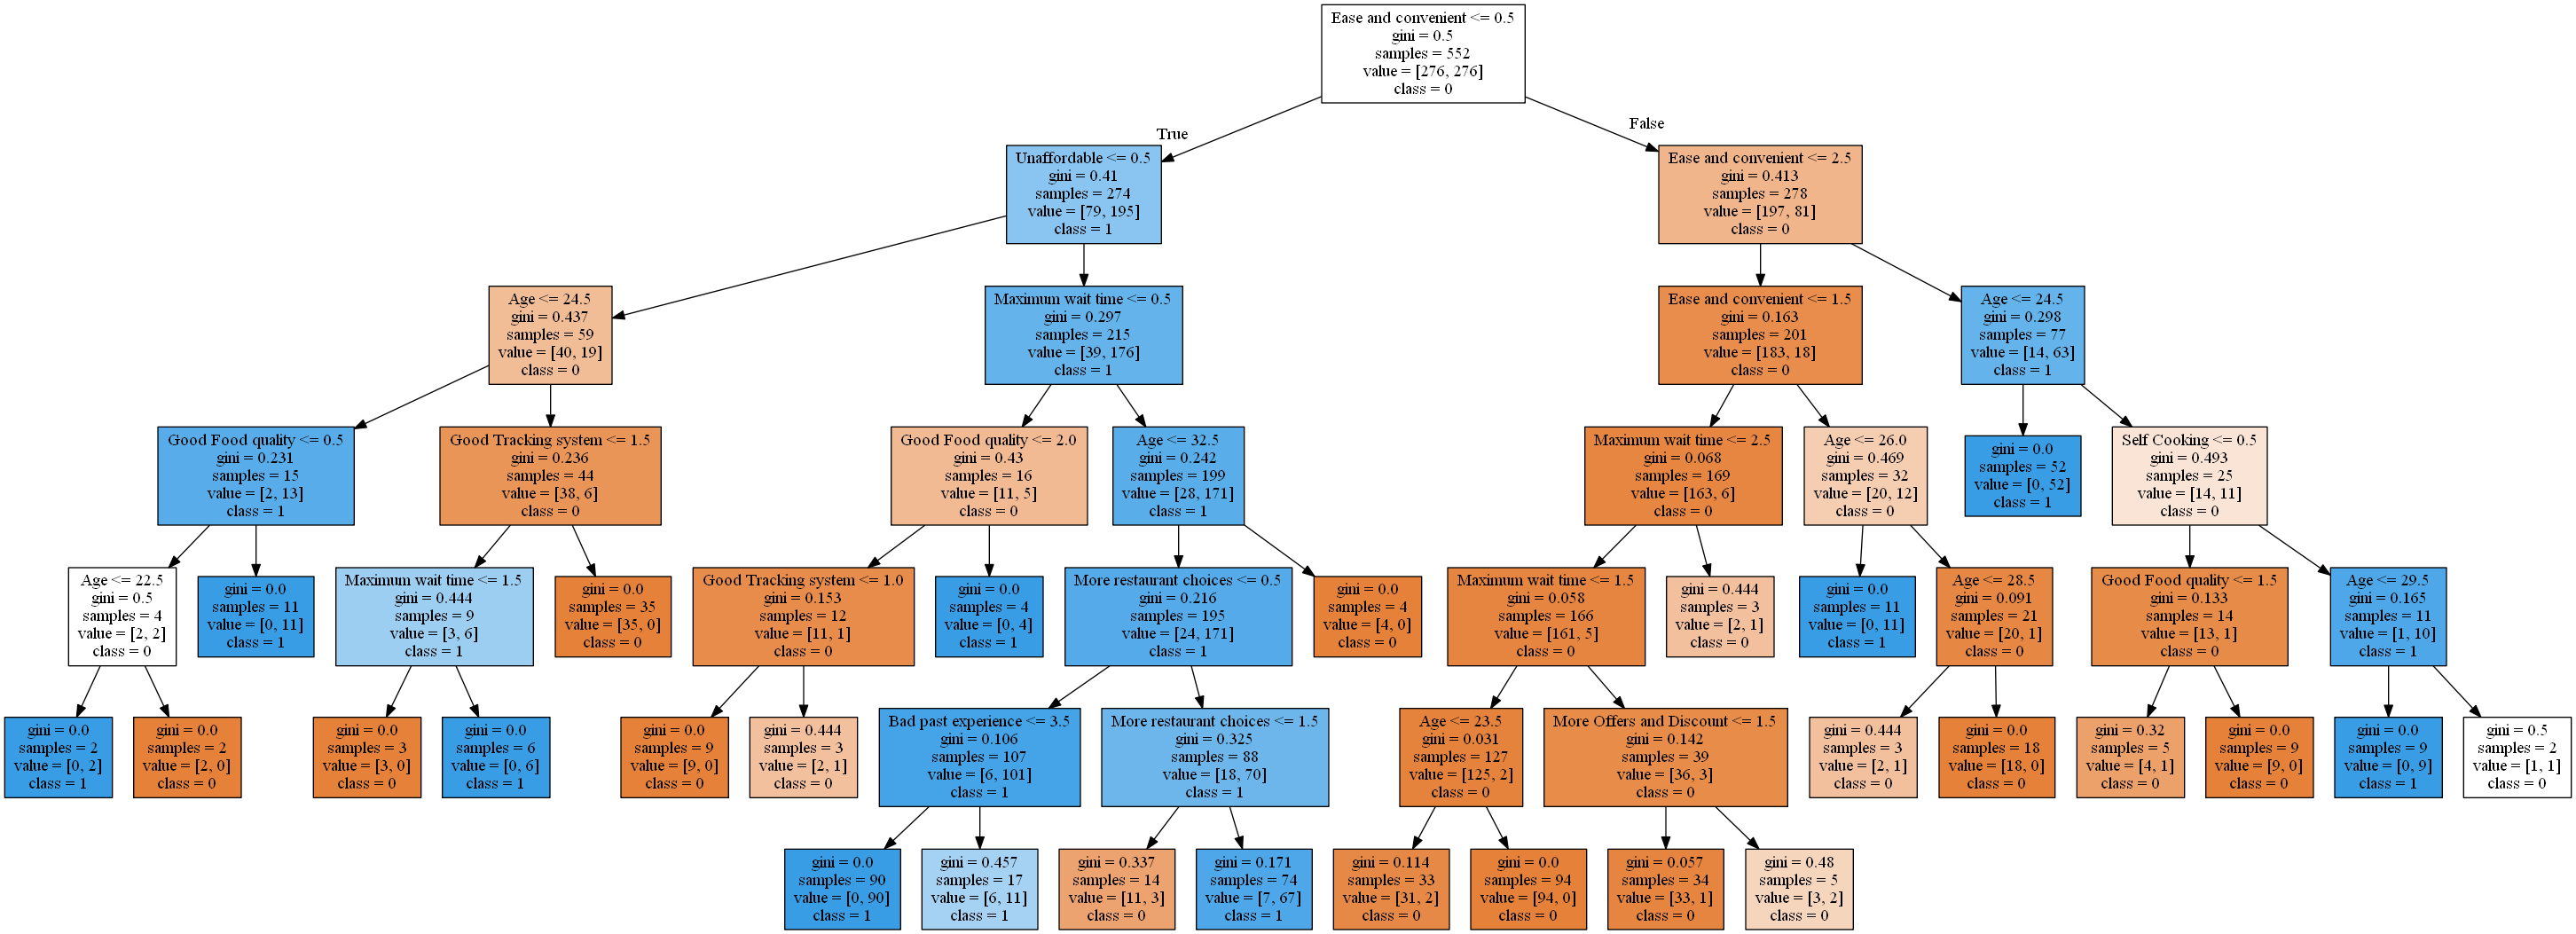 Ease and convenient <= 0.5
gini = 0.5
samples = 552
value = [276, 276]
class = 0
True
False
Unaffordable <= 0.5
gini = 0.41
samples = 274
value = [79, 195]
class = 1
Ease and convenient <= 2.5
gini = 0.413
samples = 278
value = [197, 81]
class = 0
Age <= 24.5
gini = 0.437
samples = 59
value = [40, 19]
class = 0
Maximum wait time <= 0.5
gini = 0.297
samples = 215
value = [39, 176]
class = 1
Ease and convenient <= 1.5
gini = 0.163
samples = 201
value = [183, 18]
class = 0
Age <= 24.5
gini = 0.298
samples = 77
value = [14, 63]
class = 1
Good Food quality <= 0.5
gini = 0.231
samples = 15
value = [2, 13]
class = 1
Good Tracking system <= 1.5
gini = 0.236
samples = 44
value = [38, 6]
class = 0
Good Food quality <= 2.0
gini = 0.43
samples = 16
value = [11, 5]
class = 0
Age <= 32.5
gini = 0.242
samples = 199
value = [28, 171]
class = 1
Maximum wait time <= 2.5
gini = 0.068
samples = 169
value = [163, 6]
class = 0
Age <= 26.0
gini = 0.469
samples = 32
value = [20, 12]
class = 0
gini = 0.0
samples = 52
value = [0, 52]
class = 1
Self Cooking <= 0.5
gini = 0.493
samples = 25
value = [14, 11]
class = 0
Age <= 22.5
gini = 0.5
samples = 4
value = [2, 2]
class = 0
gini = 0.0
samples = 11
value = [0, 11]
class = 1
Maximum wait time <= 1.5
gini = 0.444
samples = 9
value = [3, 6]
class = 1
gini = 0.0
samples = 35
value = [35, 0]
class = 0
Good Tracking system <= 1.0
gini = 0.153
samples = 12
value = [11, 1]
class = 0
gini = 0.0
samples = 4
value = [0, 4]
class = 1
More restaurant choices <= 0.5
gini = 0.216
samples = 195
value = [24, 171]
class = 1
gini = 0.0
samples = 4
value = [4, 0]
class = 0
Maximum wait time <= 1.5
gini = 0.058
samples = 166
value = [161, 5]
class = 0
gini = 0.444
samples = 3
value = [2, 1]
class = 0
gini = 0.0
samples = 11
value = [0, 11]
class = 1
Age <= 28.5
gini = 0.091
samples = 21
value = [20, 1]
class = 0
Good Food quality <= 1.5
gini = 0.133
samples = 14
value = [13, 1]
class = 0
Age <= 29.5
gini = 0.165
samples = 11
value = [1, 10]
class = 1
gini = 0.0
samples = 2
value = [0, 2]
class = 1
gini = 0.0
samples = 2
value = [2, 0]
class = 0
gini = 0.0
samples = 3
value = [3, 0]
class = 0
gini = 0.0
samples = 6
value = [0, 6]
class = 1
gini = 0.0
samples = 9
value = [9, 0]
class = 0
gini = 0.444
samples = 3
value = [2, 1]
class = 0
Bad past experience <= 3.5
gini = 0.106
samples = 107
value = [6, 101]
class = 1
More restaurant choices <= 1.5
gini = 0.325
samples = 88
value = [18, 70]
class = 1
Age <= 23.5
gini = 0.031
samples = 127
value = [125, 2]
class = 0
More Offers and Discount <= 1.5
gini = 0.142
samples = 39
value = [36, 3]
class = 0
gini = 0.444
samples = 3
value = [2, 1]
class = 0
gini = 0.0
samples = 18
value = [18, 0]
class = 0
gini = 0.32
samples = 5
value = [4, 1]
class = 0
gini = 0.0
samples = 9
value = [9, 0]
class = 0
gini = 0.0
samples = 9
value = [0, 9]
class = 1
gini = 0.5
samples = 2
value = [1, 1]
class = 0
gini = 0.0
samples = 90
value = [0, 90]
class = 1
gini = 0.457
samples = 17
value = [6, 11]
class = 1
gini = 0.337
samples = 14
value = [11, 3]
class = 0
gini = 0.171
samples = 74
value = [7, 67]
class = 1
gini = 0.114
samples = 33
value = [31, 2]
class = 0
gini = 0.0
samples = 94
value = [94, 0]
class = 0
gini = 0.057
samples = 34
value = [33, 1]
class = 0
gini = 0.48
samples = 5
value = [3, 2]
class = 0